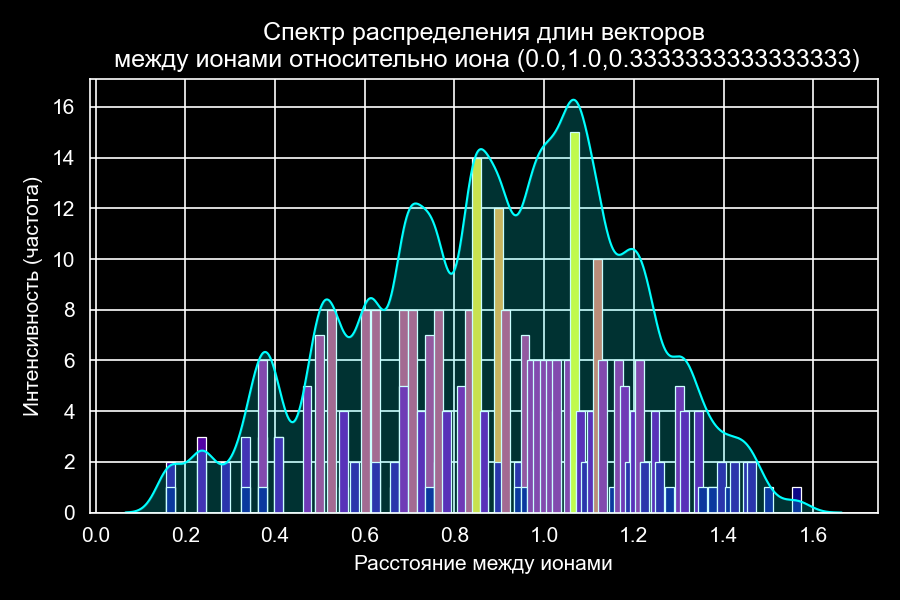 Спектр распределения длин векторов
между ионами относительно иона (0.0,1.0,0.3333333333333333)
Интенсивность (частота)
16
14
12
10
8
6
4
2
0
0.0 0.2 0.4 0.6 0.8 1.0 1.2 1.4 1.6
Расстояние между ионами